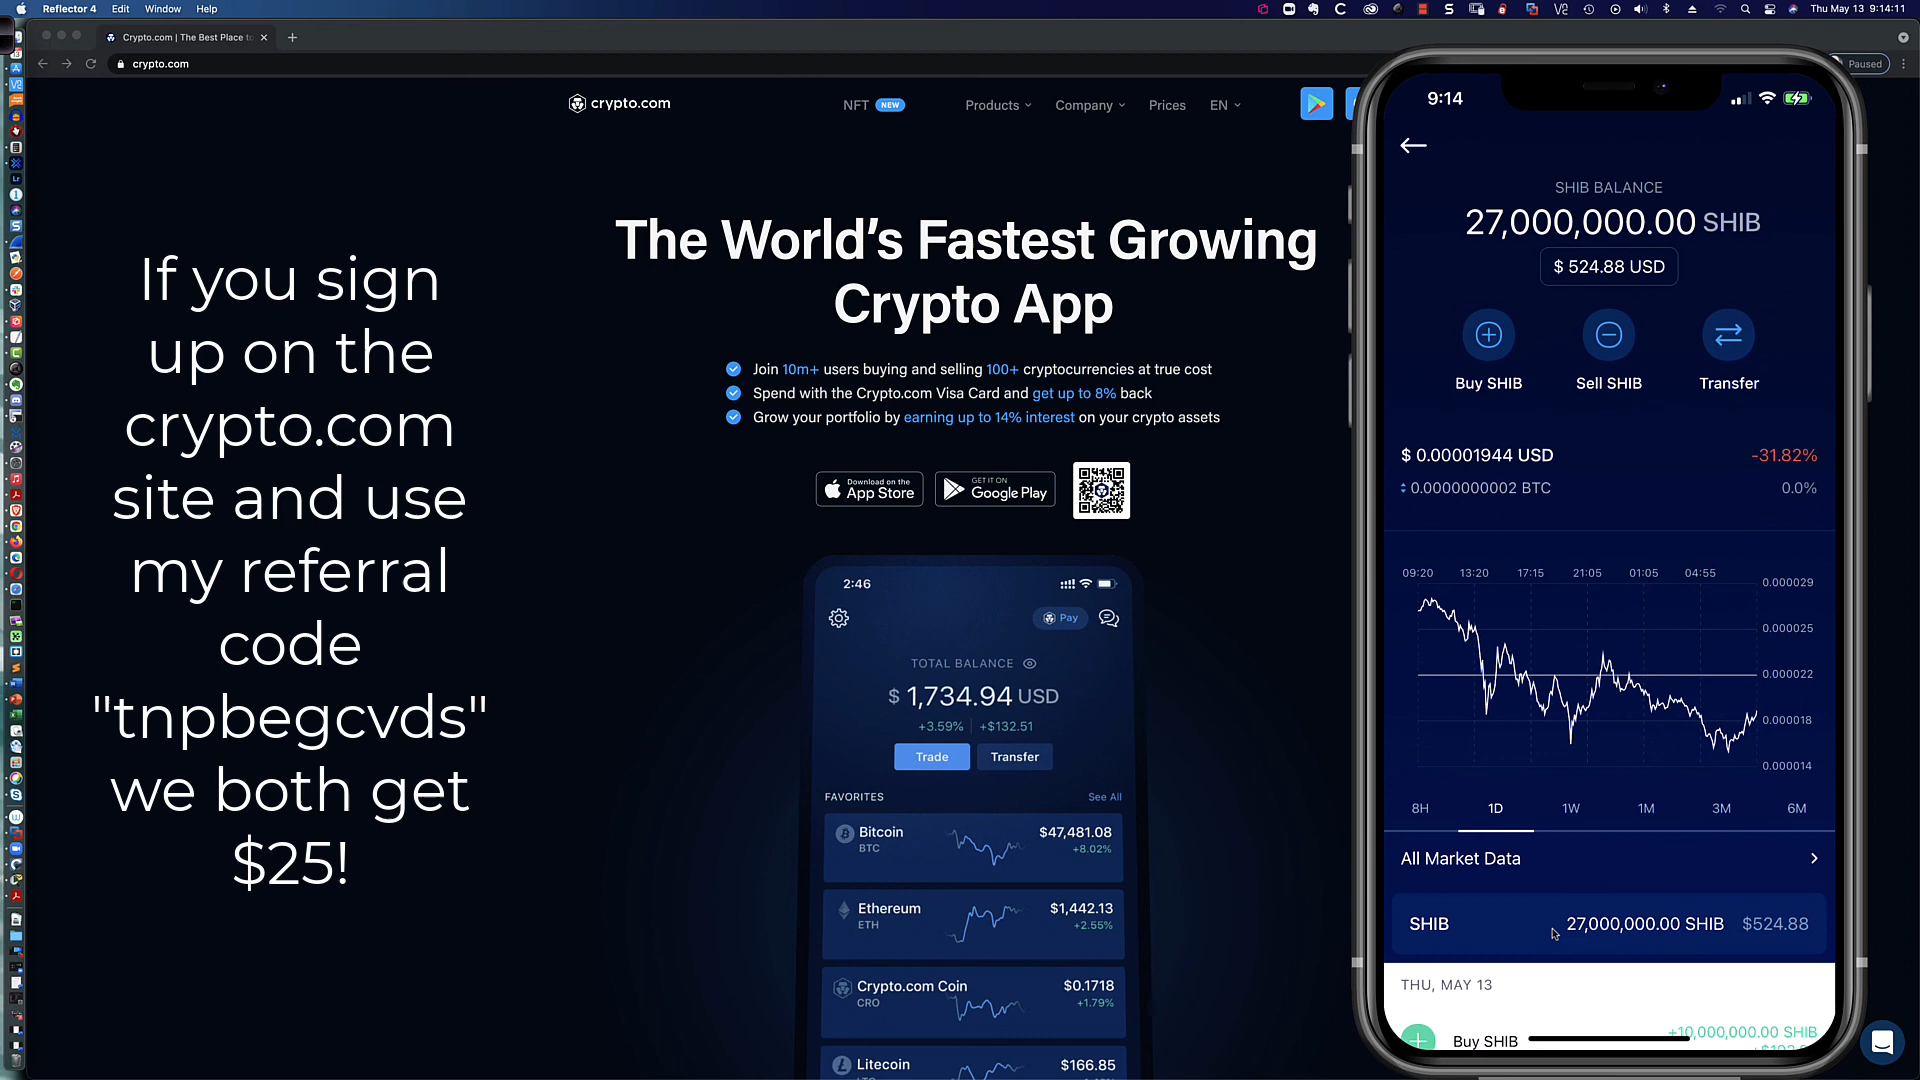 Reflector 4 Edit Window Help
Thu May 13 9:14:11
Crypto.com | The Best Place to
crypto.com
Paused
crypto.com
NFT NEW Products Company Prices EN
If you sign
up on the
crypto.com
site and use
my referral
code
"tnpbegcvds"
we both get
$25!
The World's Fastest Growing
Crypto App
Join 10m+ users buying and selling 100+ cryptocurrencies at true cost
Spend with the Crypto.com Visa Card and get up to 8% back
Grow your portfolio by earning up to 14% interest on your crypto assets
Download on the
App Store
GET IT ON
Google Play
2:46
Pay
TOTAL BALANCE
$ 1,734.94 USD
+3.59% +$132.51
Trade Transfer
FAVORITES See All
Bitcoin $47,481.08
BTC +8.02%
Ethereum $1,442.13
ETH +2.55%
Crypto.com Coin $0.1718
CRO +1.79%
Litecoin $166.85
9:14
SHIB BALANCE
27,000,000.00 SHIB
$ 524.88 USD
Buy SHIB Sell SHIB Transfer
$ 0.00001944 USD -31.82%
0.0000000002 BTC 0.0%
09:20 13:20 17:15 21:05 01:05 04:55
0.000029
0.000025
0.000022
0.000018
0.000014
8H 1D 1W 1M 3M 6M
All Market Data
SHIB 27,000,000.00 SHIB $524.88
THU, MAY 13
Buy SHIB +10,000,000.00 SHIB